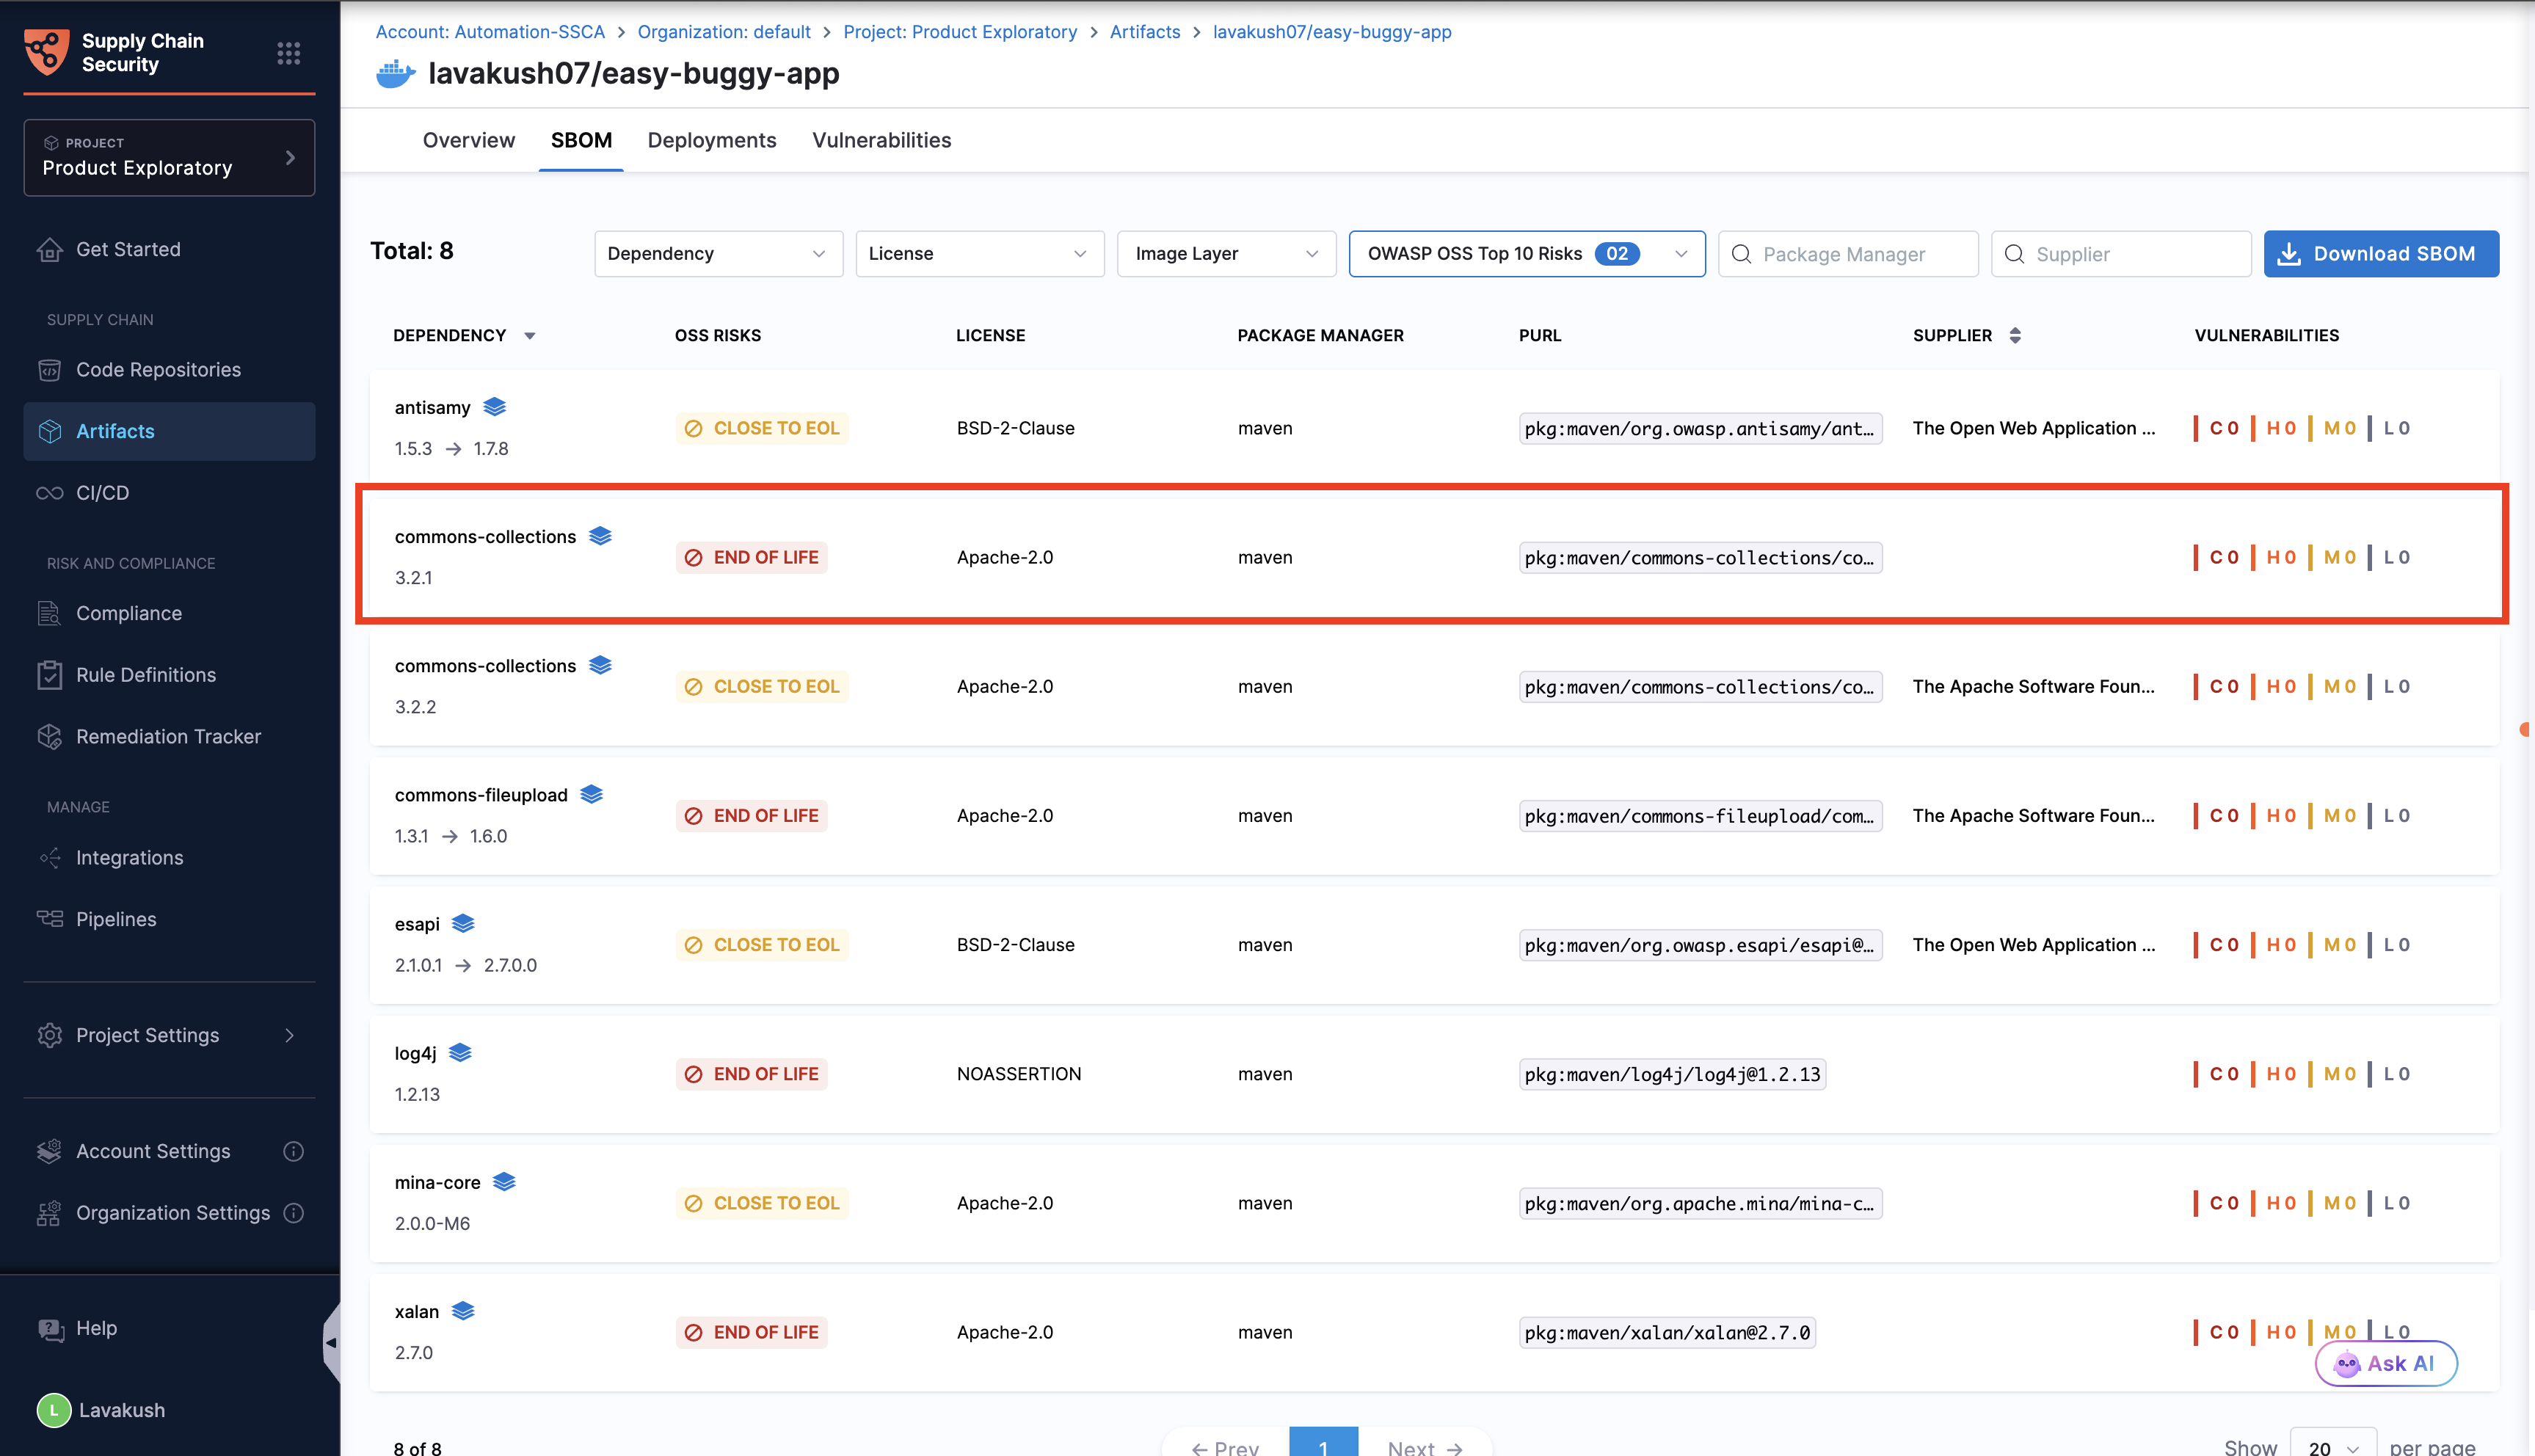 Supply Chain
Security
PROJECT
Product Exploratory
Get Started
SUPPLY CHAIN
Code Repositories
Artifacts
CI/CD
RISK AND COMPLIANCE
Compliance
Rule Definitions
Remediation Tracker
MANAGE
Integrations
Pipelines
Project Settings
Account Settings
Organization Settings
Help
L Lavakush
Account: Automation-SSCA > Organization: default > Project: Product Exploratory > Artifacts > lavakush07/easy-buggy-app
lavakush07/easy-buggy-app
Overview SBOM Deployments Vulnerabilities
Total: 8 Dependency License Image Layer OWASP OSS Top 10 Risks 02 Package Manager Supplier Download SBOM
DEPENDENCY OSS RISKS LICENSE PACKAGE MANAGER PURL SUPPLIER VULNERABILITIES
antisamy
CLOSE TO EOL BSD-2-Clause maven pkg:maven/org.owasp.antisamy/ant... The Open Web Application ... C 0 H 0 M 0 L 0
1.5.3 → 1.7.8
commons-collections
END OF LIFE Apache-2.0 maven pkg:maven/commons-collections/co... C 0 H 0 M 0 L 0
3.2.1
commons-collections
CLOSE TO EOL Apache-2.0 maven pkg:maven/commons-collections/co... The Apache Software Foun... C 0 H 0 M 0 L 0
3.2.2
commons-fileupload
END OF LIFE Apache-2.0 maven pkg:maven/commons-fileupload/com... The Apache Software Foun... C 0 H 0 M 0 L 0
1.3.1 → 1.6.0
esapi
CLOSE TO EOL BSD-2-Clause maven pkg:maven/org.owasp.esapi/esapi@... The Open Web Application ... C 0 H 0 M 0 L 0
2.1.0.1 → 2.7.0.0
log4j
END OF LIFE NOASSERTION maven pkg:maven/log4j/log4j@1.2.13 C 0 H 0 M 0 L 0
1.2.13
mina-core
CLOSE TO EOL Apache-2.0 maven pkg:maven/org.apache.mina/mina-c... C 0 H 0 M 0 L 0
2.0.0-M6
xalan
END OF LIFE Apache-2.0 maven pkg:maven/xalan/xalan@2.7.0 C 0 H 0 M 0 L 0
2.7.0
Ask AI
8 of 8 ← Prev 1 Next → Show 20 per page